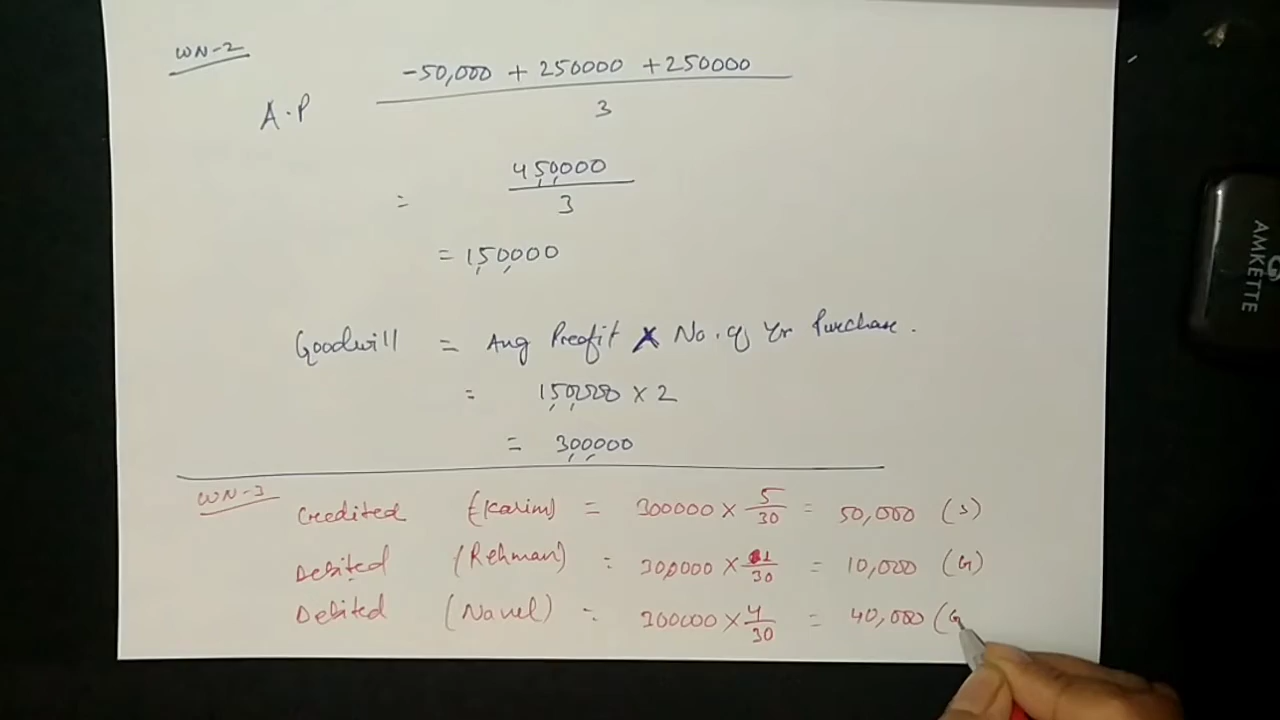 WN-2
A.P -50,000 + 250000 + 250000
3
= 450000
3
= 150000
Goodwill = Avg Profit X No. of Yr Purchase.
= 150000 x 2
= 300000
WN-3
Credited (Karim) = 300000 x 5/30 = 50,000 (S)
Debited (Rehman) : 300000 x 1/30 = 10,000 (G)
Debited (Navel) : 300000 x 4/30 = 40,000 (G
AMKETTE